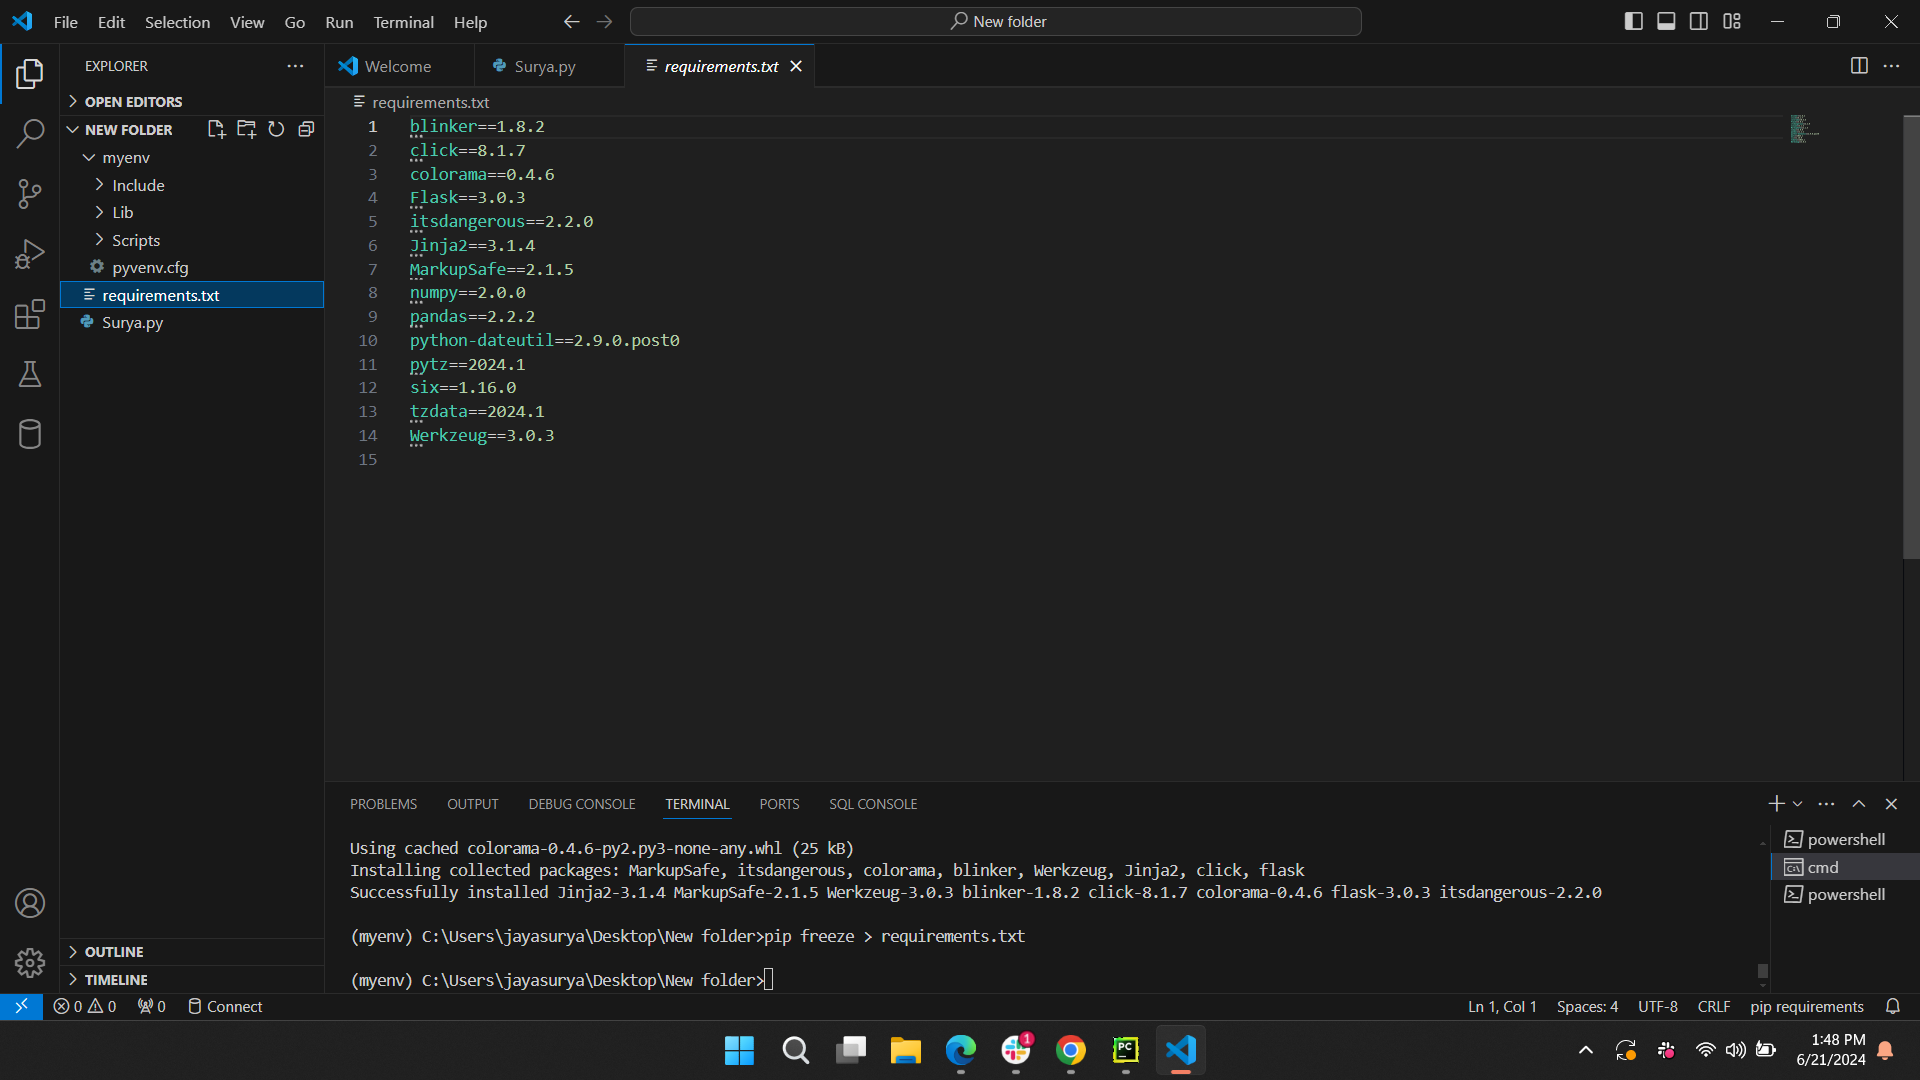 File Edit Selection View Go Run Terminal Help
New folder
EXPLORER
OPEN EDITORS
NEW FOLDER
myenv
Include
Lib
Scripts
pyvenv.cfg
requirements.txt
Surya.py
OUTLINE
TIMELINE
Welcome Surya.py requirements.txt
requirements.txt
1 blinker==1.8.2
2 click==8.1.7
3 colorama==0.4.6
4 Flask==3.0.3
5 itsdangerous==2.2.0
6 Jinja2==3.1.4
7 MarkupSafe==2.1.5
8 numpy==2.0.0
9 pandas==2.2.2
10 python-dateutil==2.9.0.post0
11 pytz==2024.1
12 six==1.16.0
13 tzdata==2024.1
14 Werkzeug==3.0.3
15
PROBLEMS OUTPUT DEBUG CONSOLE TERMINAL PORTS SQL CONSOLE
Using cached colorama-0.4.6-py2.py3-none-any.whl (25 kB)
Installing collected packages: MarkupSafe, itsdangerous, colorama, blinker, Werkzeug, Jinja2, click, flask
Successfully installed Jinja2-3.1.4 MarkupSafe-2.1.5 Werkzeug-3.0.3 blinker-1.8.2 click-8.1.7 colorama-0.4.6 flask-3.0.3 itsdangerous-2.2.0
(myenv) C:\Users\jayasurya\Desktop\New folder>pip freeze > requirements.txt
(myenv) C:\Users\jayasurya\Desktop\New folder>
powershell
cmd
powershell
0 0 0 Connect
Ln 1, Col 1 Spaces: 4 UTF-8 CRLF pip requirements
1
PC
1:48 PM
6/21/2024